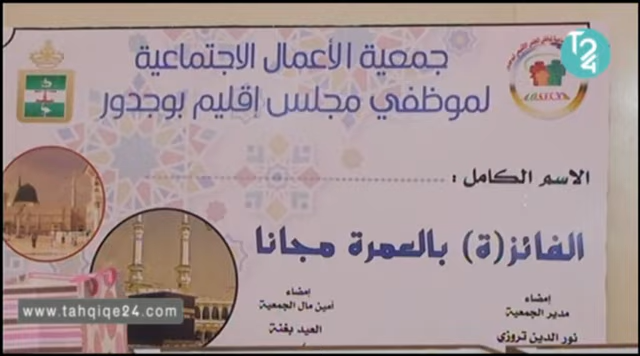 جمعية الأعمال الاجتماعية
لموظفي مجلس إقليم بوجدور
T24
الاسم الكامل :
الفائز(ة) بالعمرة مجانا
إمضاء
مدير الجمعية
نور الدين تروزي
إمضاء
أمين مال الجمعية
العيد بغنة
www.tahqiqe24.com